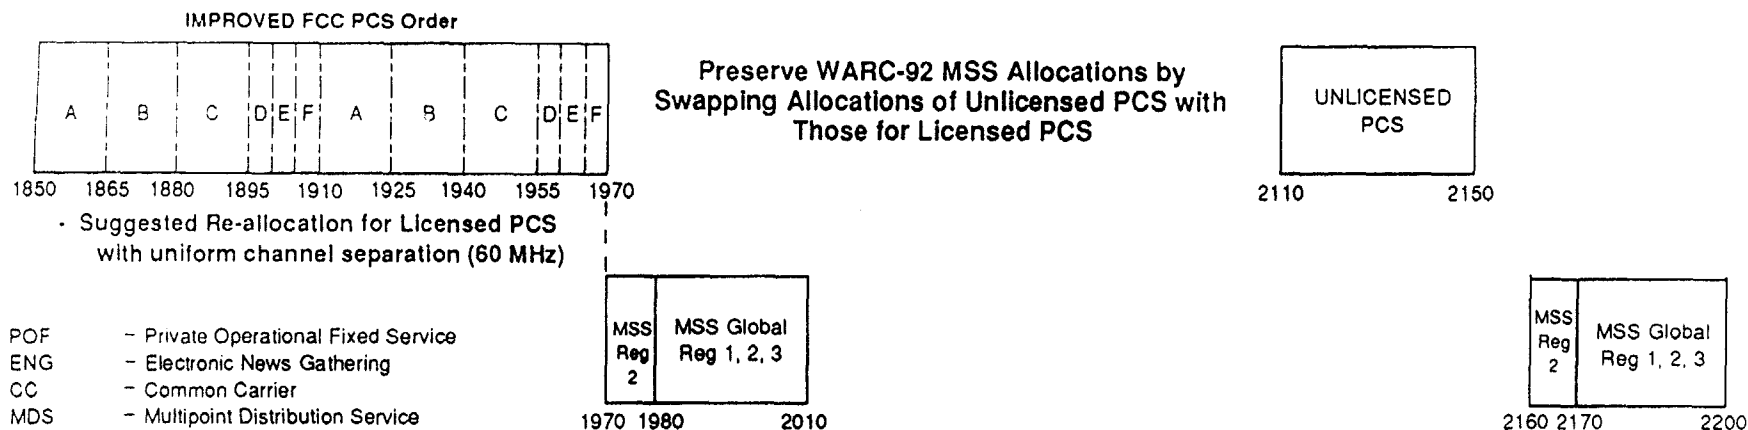 IMPROVED FCC PCS Order
A B C D E F A B C D E F
1850 1865 1880 1895 1910 1925 1940 1955 1970
- Suggested Re-allocation for Licensed PCS
with uniform channel separation (60 MHz)
Preserve WARC-92 MSS Allocations by
Swapping Allocations of Unlicensed PCS with
Those for Licensed PCS
UNLICENSED
PCS
2110 2150
POF - Private Operational Fixed Service
ENG - Electronic News Gathering
CC - Common Carrier
MDS - Multipoint Distribution Service
MSS
Reg
2
MSS Global
Reg 1, 2, 3
1970 1980 2010
MSS
Reg
2
MSS Global
Reg 1, 2, 3
2160 2170 2200